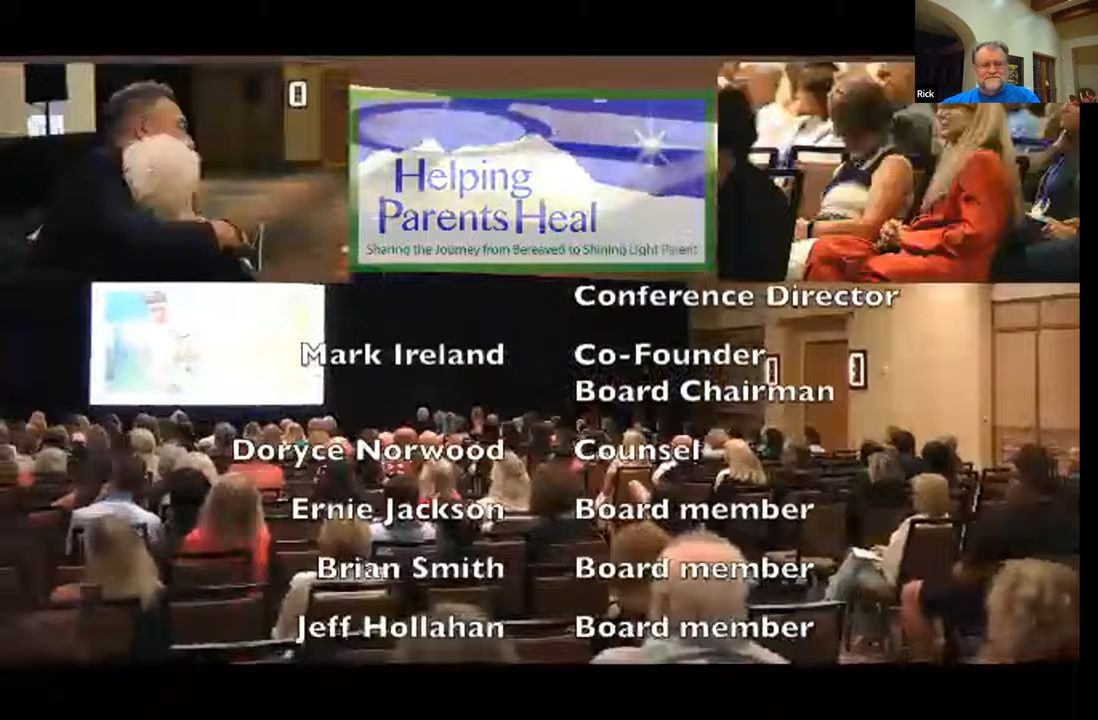 Rick
Helping
Parents Heal
Sharing the Journey from Bereaved to Shining Light Parent
Conference Director
Mark Ireland Co-Founder
Board Chairman
Doryce Norwood Counsel
Ernie Jackson Board member
Brian Smith Board member
Jeff Hollahan Board member